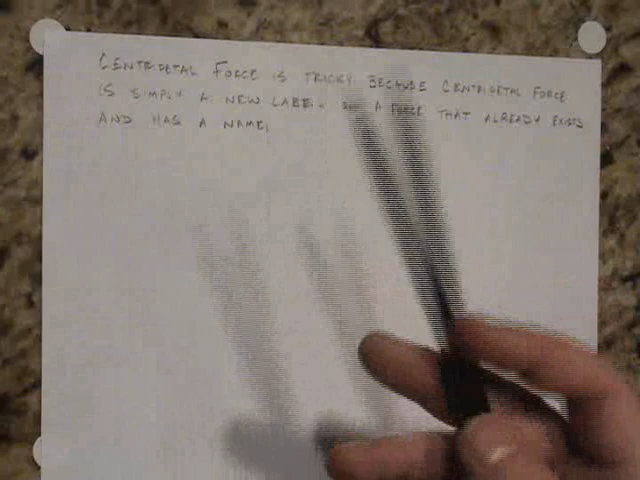 CENTRIPETAL FORCE IS TRICKY BECAUSE CENTRIPETAL FORCE
IS SIMPLY A NEW LABEL A FORCE THAT ALREADY EXISTS
AND HAS A NAME,